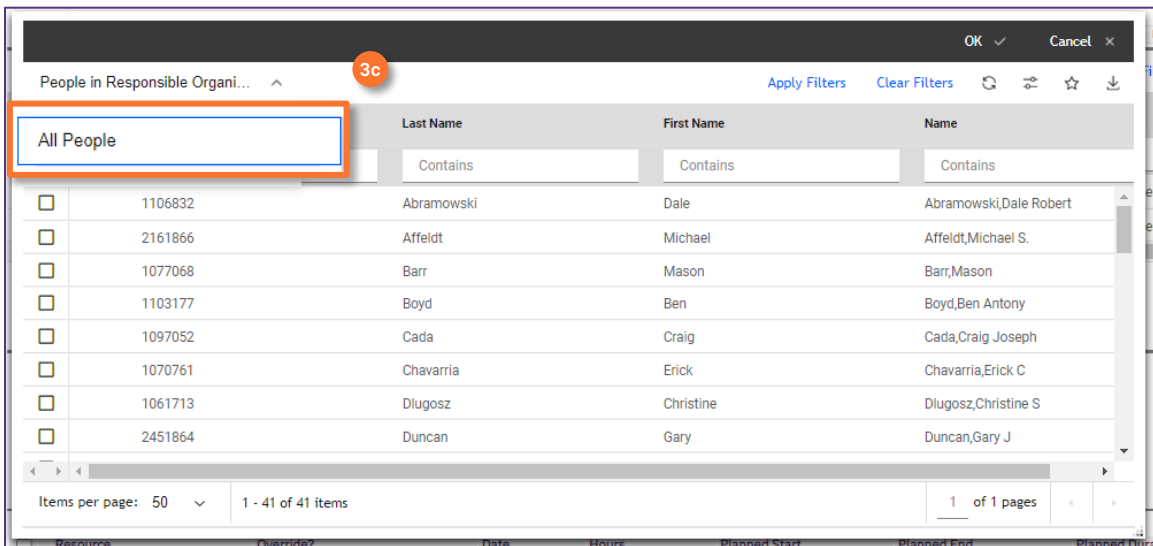 OK Cancel
People in Responsible Organi... 3c Apply Filters Clear Filters
All People Last Name First Name Name
Contains Contains Contains
1106832 Abramowski Dale Abramowski,Dale Robert
2161866 Affeldt Michael Affeldt,Michael S.
1077068 Barr Mason Barr,Mason
1103177 Boyd Ben Boyd,Ben Antony
1097052 Cada Craig Cada,Craig Joseph
1070761 Chavarria Erick Chavarria,Erick C
1061713 Dlugosz Christine Dlugosz,Christine S
2451864 Duncan Gary Duncan,Gary J
Items per page: 50 1 - 41 of 41 items 1 of 1 pages
Resource Override? Date Hours Planned Start Planned End Planned